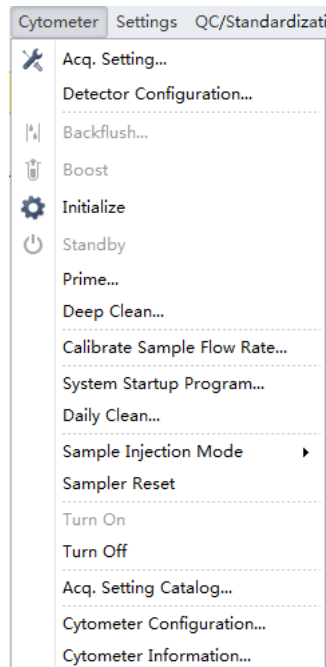 Cytometer Settings QC/Standardizati
Acq. Setting...
Detector Configuration...
Backflush...
Boost
Initialize
Standby
Prime...
Deep Clean...
Calibrate Sample Flow Rate...
System Startup Program...
Daily Clean...
Sample Injection Mode
Sampler Reset
Turn On
Turn Off
Acq. Setting Catalog...
Cytometer Configuration...
Cytometer Information...